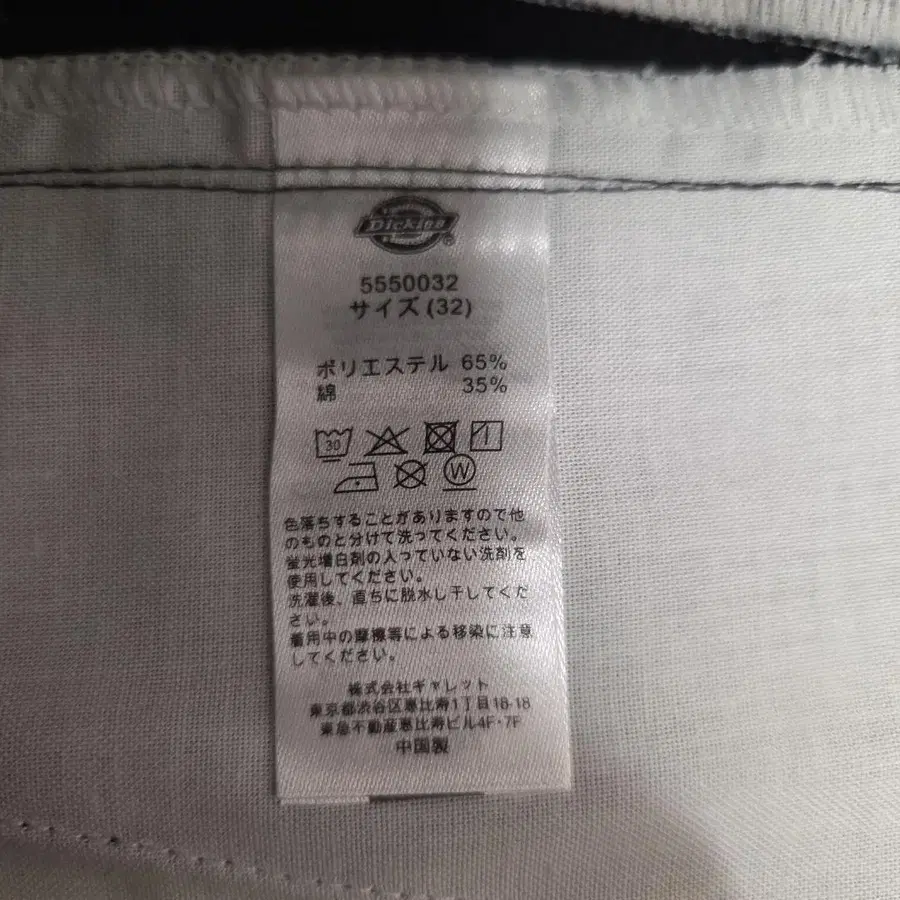 Dickies®
5550032
サイズ(32)
ポリエステル 65%
綿 35%
30
W
色落ちすることがありますので他
のものと分けて洗ってください。
蛍光増白剤の入っていない洗剤を
使用してください。
洗濯後、直ちに脱水し干してくだ
さい。
着用中の摩擦等による移染に注意
してください。
株式会社ギャレット
東京都渋谷区恵比寿1丁目18-18
東急不動産恵比寿ビル4F・7F
中国製